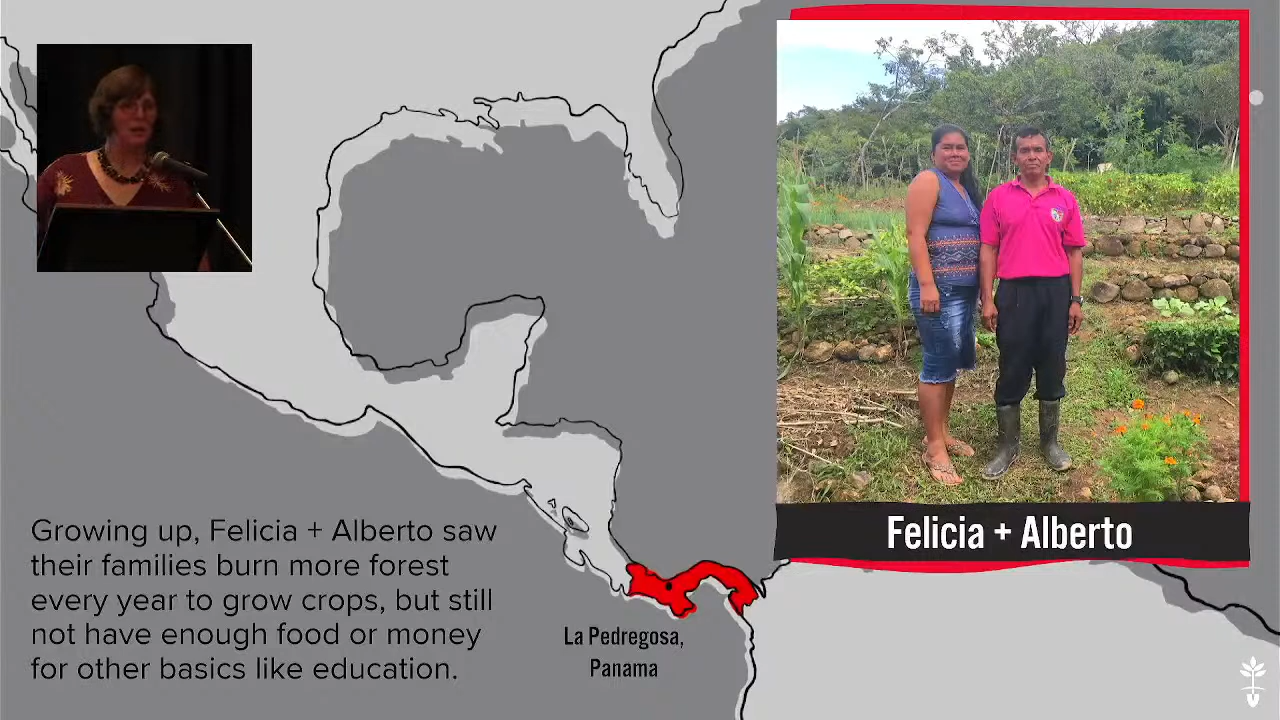 Felicia + Alberto
Growing up, Felicia + Alberto saw
their families burn more forest
every year to grow crops, but still
not have enough food or money
for other basics like education.
La Pedregosa,
Panama